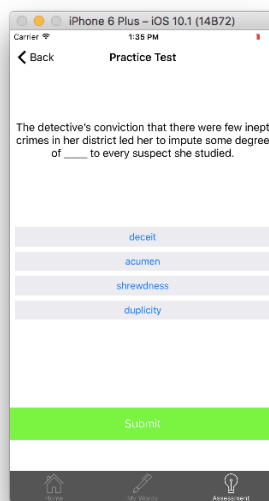 iPhone 6 Plus – iOS 10.1 (14B72)
Carrier 1:35 PM
Back Practice Test
The detective's conviction that there were few inept
crimes in her district led her to impute some degree
of ____ to every suspect she studied.
deceit
acumen
shrewdness
duplicity
Submit
Home My Words Assessment